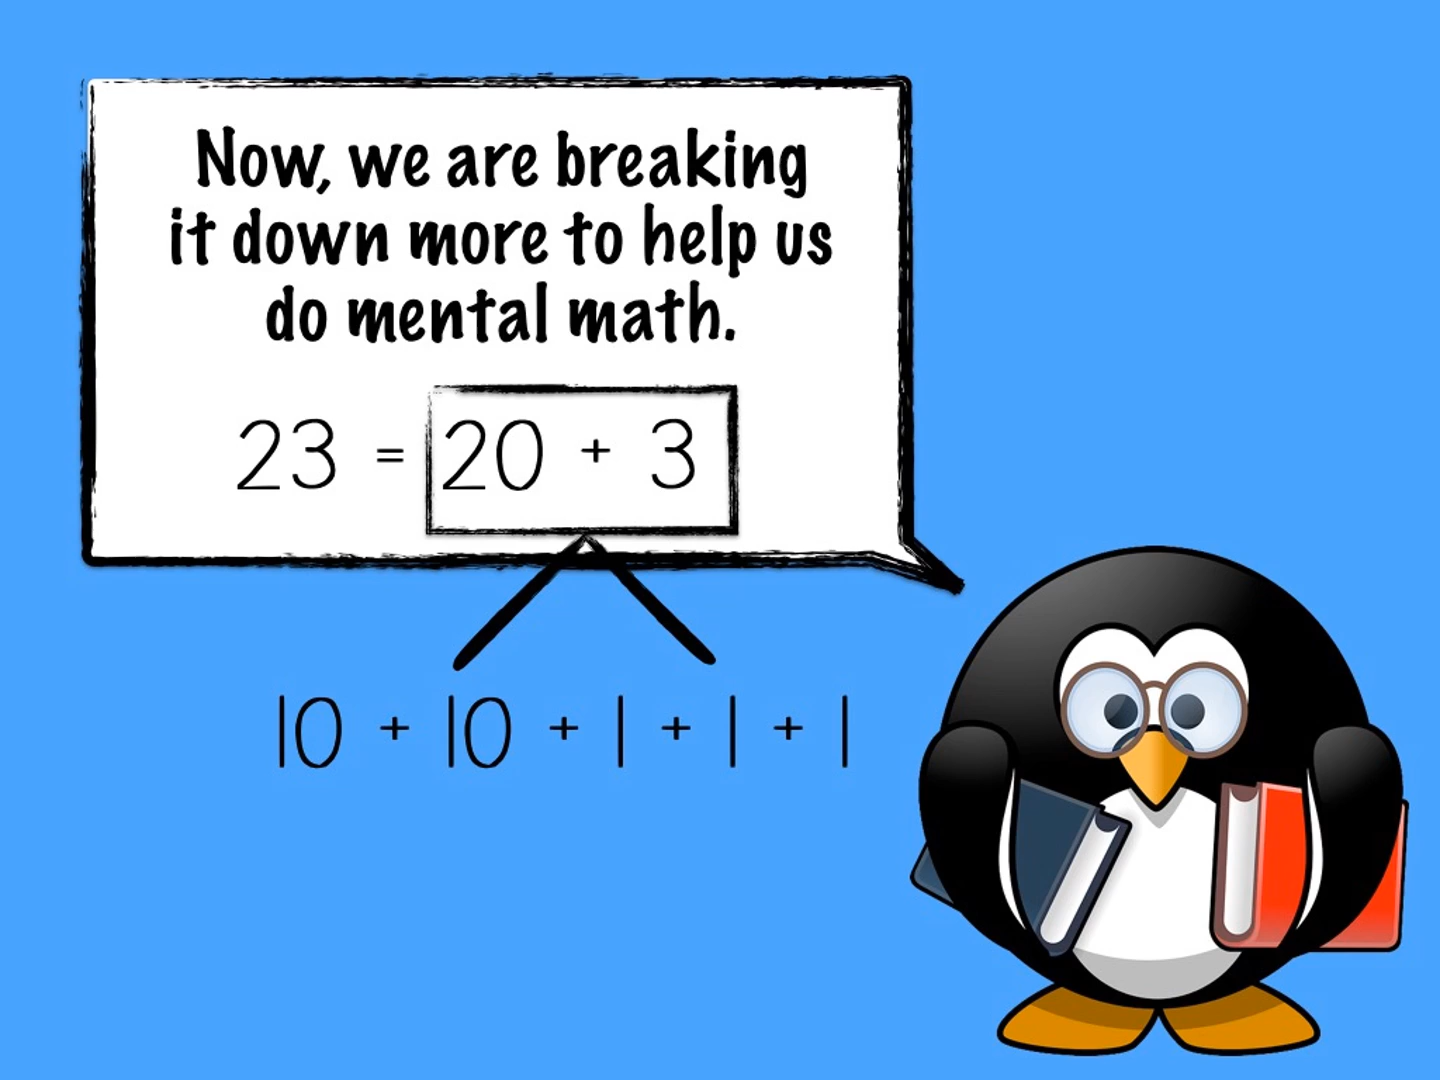 Now, we are breaking
it down more to help us
do mental math.
23 = 20 + 3
10 + 10 + 1 + 1 + 1